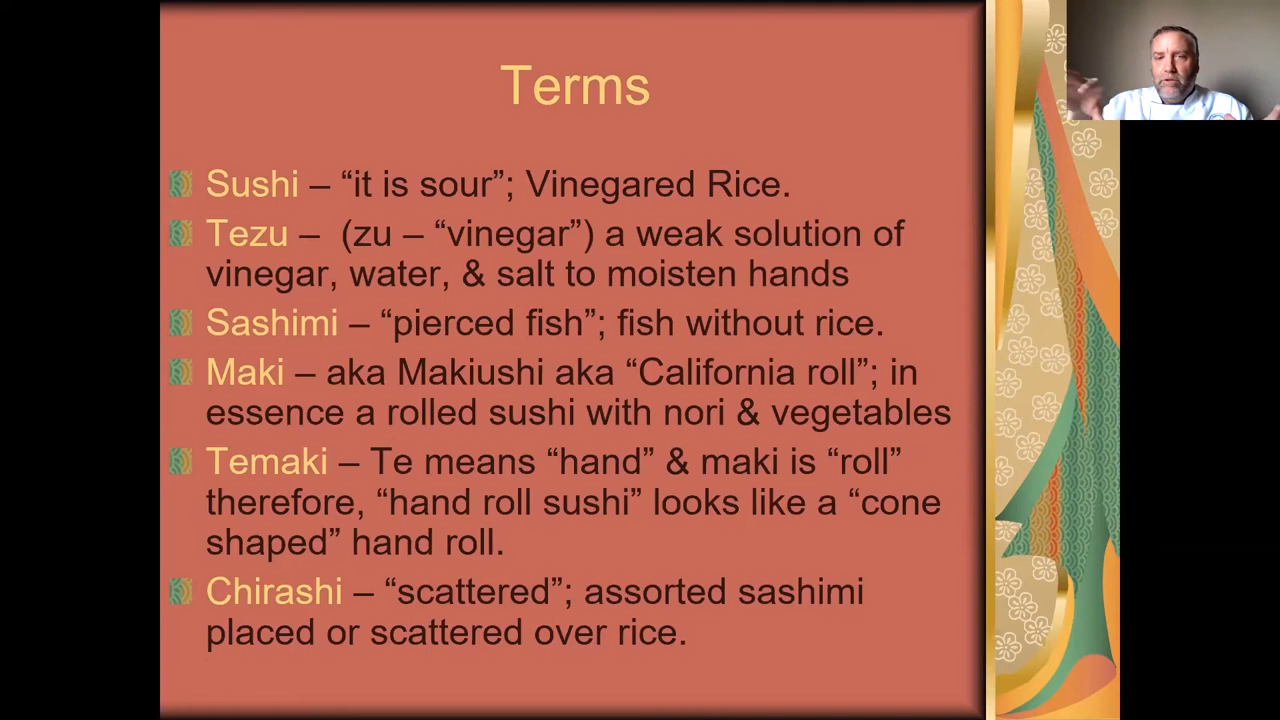 Terms
Sushi – “it is sour”; Vinegared Rice.
Tezu –  (zu – “vinegar”) a weak solution of
vinegar, water, & salt to moisten hands
Sashimi – “pierced fish”; fish without rice.
Maki – aka Makiushi aka “California roll”; in
essence a rolled sushi with nori & vegetables
Temaki – Te means “hand” & maki is “roll”
therefore, “hand roll sushi” looks like a “cone
shaped” hand roll.
Chirashi – “scattered”; assorted sashimi
placed or scattered over rice.